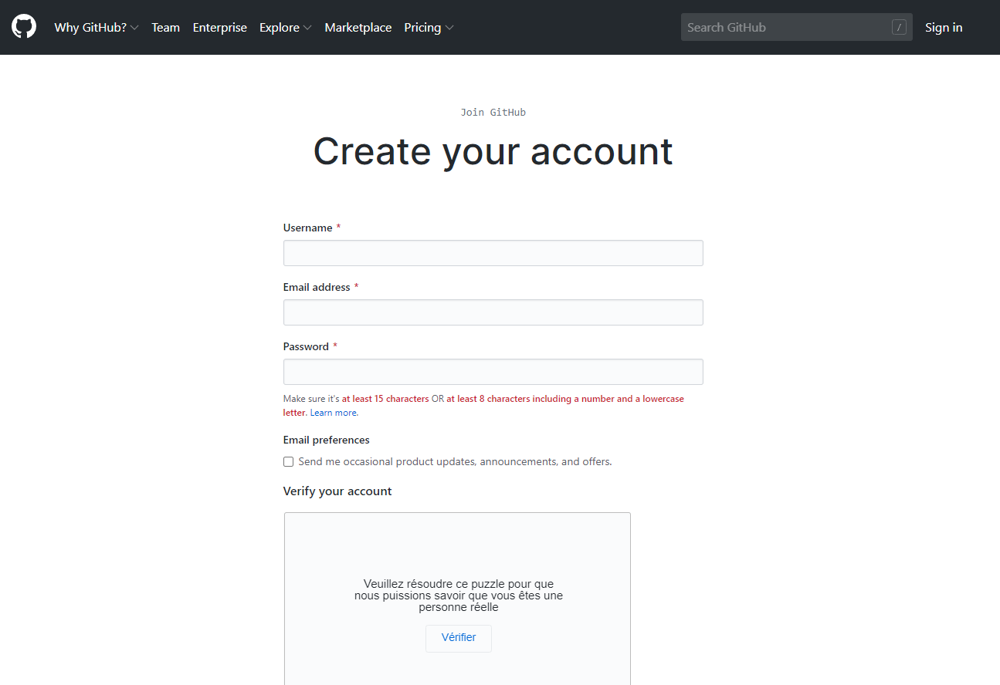 Why GitHub? Team Enterprise Explore Marketplace Pricing Search GitHub / Sign in
Join GitHub
Create your account
Username *
Email address *
Password *
Make sure it's at least 15 characters OR at least 8 characters including a number and a lowercase
letter. Learn more.
Email preferences
Send me occasional product updates, announcements, and offers.
Verify your account
Veuillez résoudre ce puzzle pour que
nous puissions savoir que vous êtes une
personne réelle
Vérifier